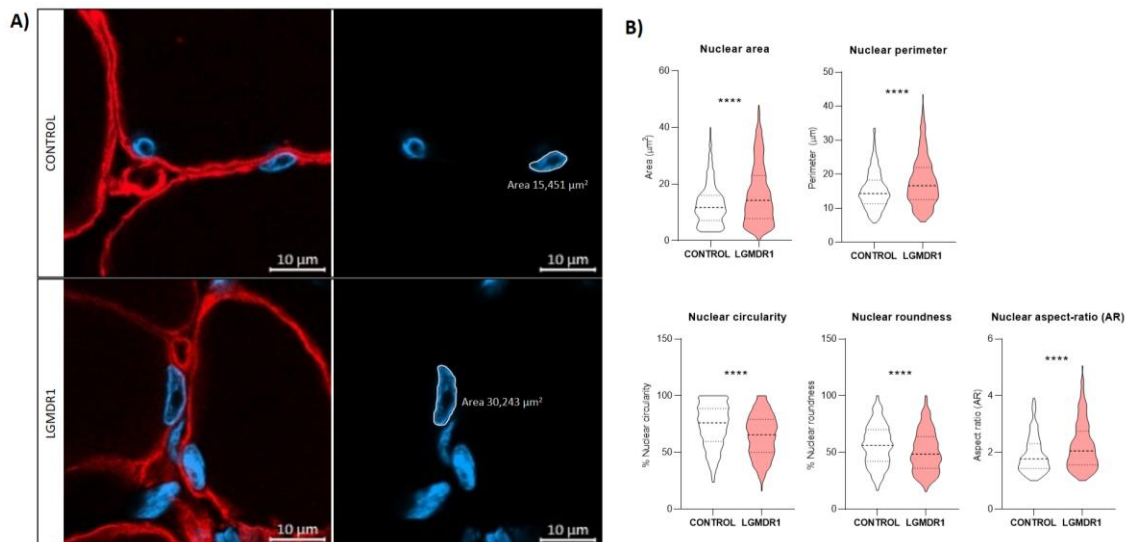 A)
CONTROL
Area 15,451 µm²
10 µm
10 µm
LGMDR1
Area 30,243 µm²
10 µm
10 µm
B)
Nuclear area
60
40
20
0
Area (µm²)
****
CONTROL LGMDR1
Nuclear perimeter
50
40
30
20
10
0
Perimeter (µm)
****
CONTROL LGMDR1
Nuclear circularity
150
100
50
0
% Nuclear circularity
****
CONTROL LGMDR1
Nuclear roundness
150
100
50
0
% Nuclear roundness
****
CONTROL LGMDR1
Nuclear aspect-ratio (AR)
6
4
2
0
Aspect ratio (AR)
****
CONTROL LGMDR1